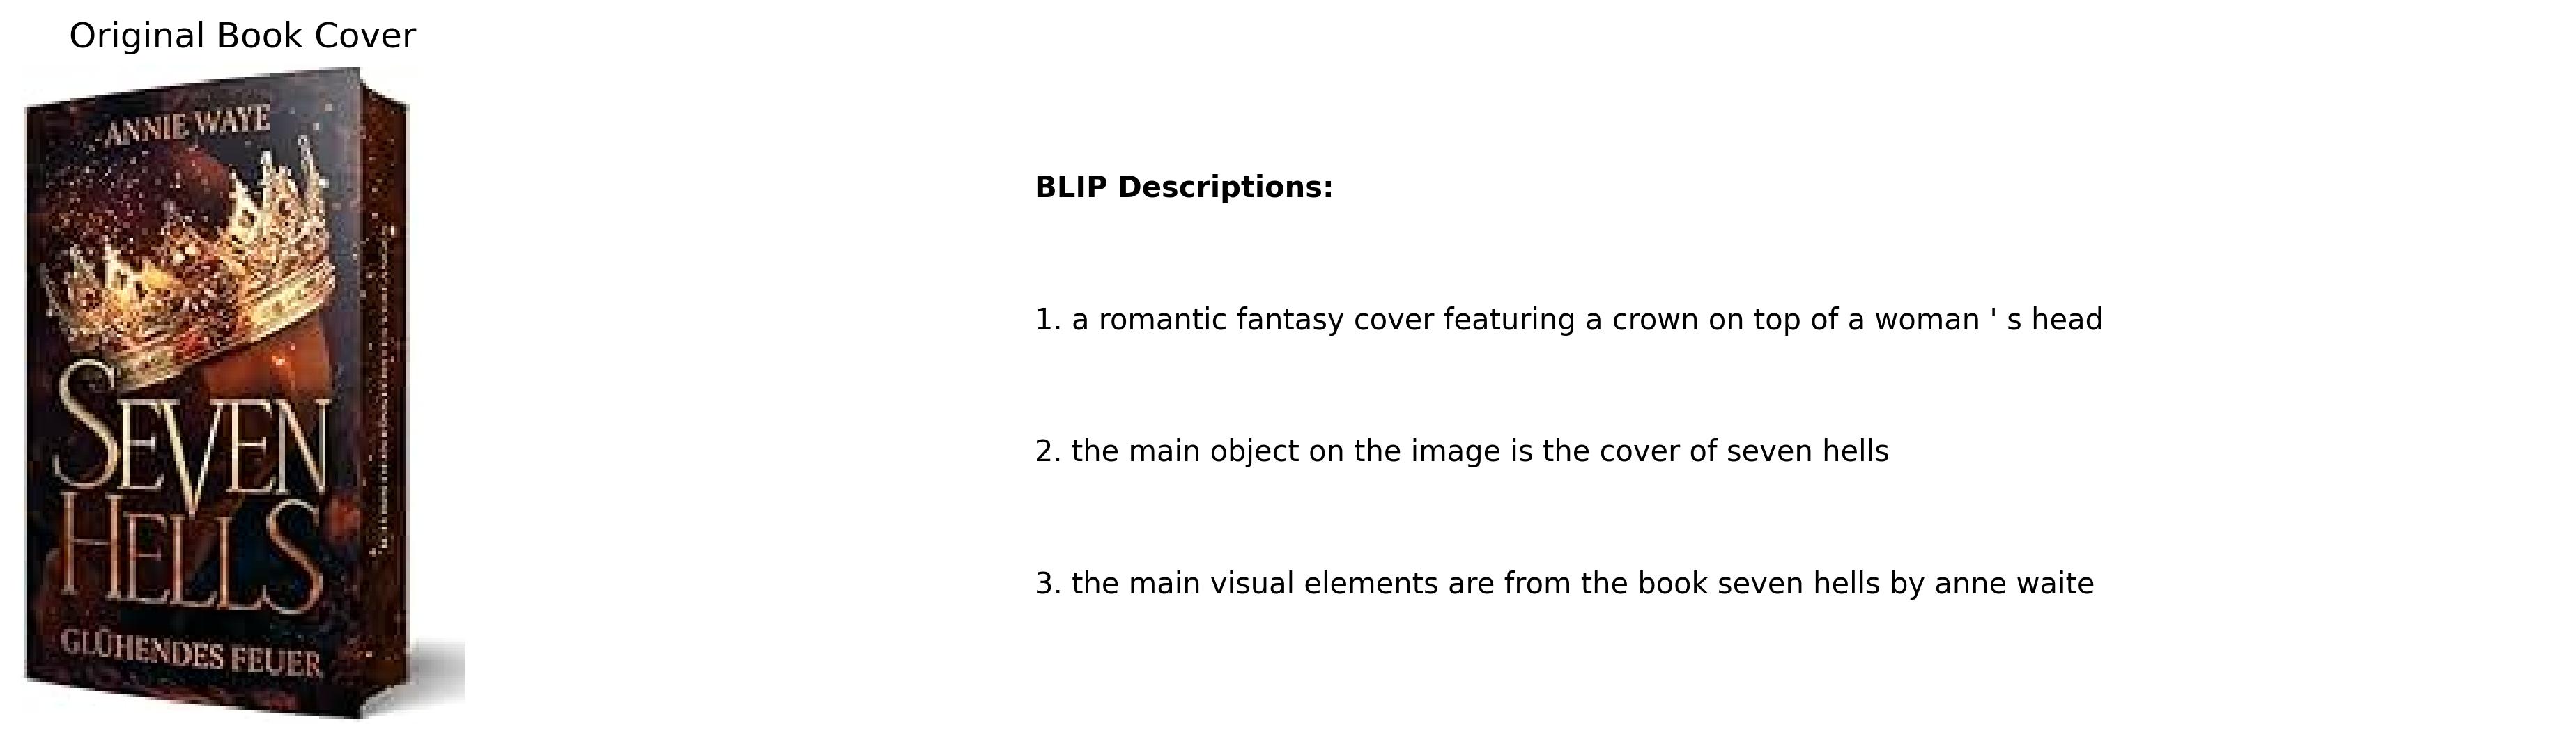 Original Book Cover
ANNIE WAYE
SEVEN
HELLS
GLÜHENDES FEUER
BLIP Descriptions:
1. a romantic fantasy cover featuring a crown on top of a woman ' s head
2. the main object on the image is the cover of seven hells
3. the main visual elements are from the book seven hells by anne waite